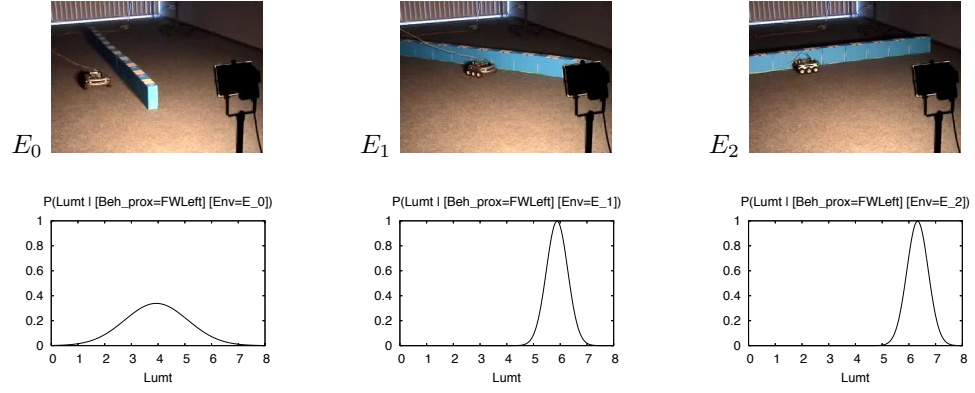 E0 E1 E2
P(Lumt | [Beh_prox=FWLeft] [Env=E_0]) P(Lumt | [Beh_prox=FWLeft] [Env=E_1]) P(Lumt | [Beh_prox=FWLeft] [Env=E_2])
1 1 1
0.8 0.8 0.8
0.6 0.6 0.6
0.4 0.4 0.4
0.2 0.2 0.2
0 0 0
0 1 2 3 4 5 6 7 8 0 1 2 3 4 5 6 7 8 0 1 2 3 4 5 6 7 8
Lumt Lumt Lumt